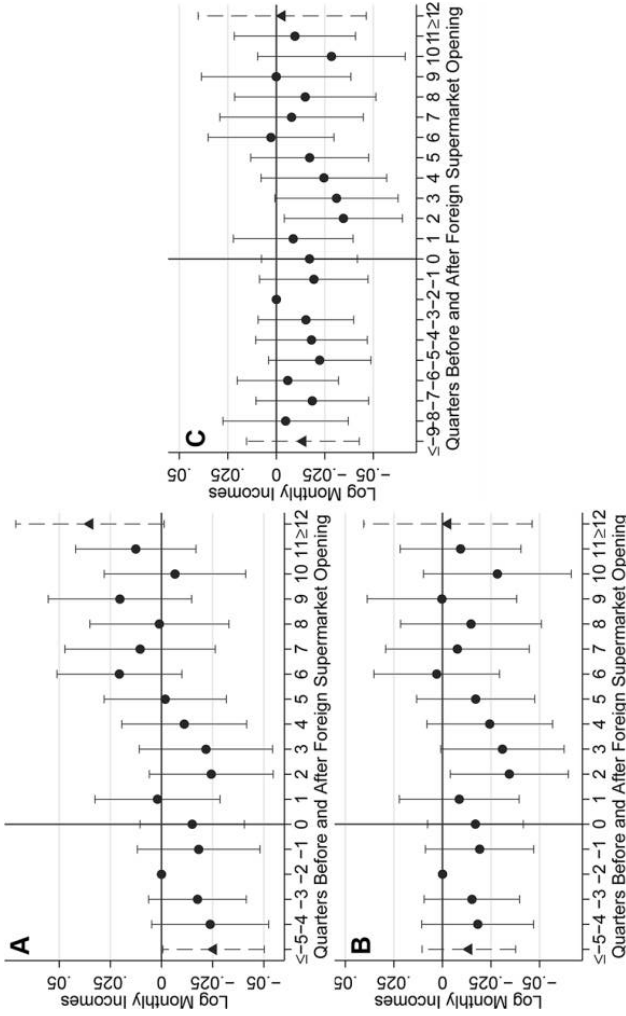 A
Log Monthly Incomes
.05
.025
0
-.025
-.05
≤-5 -4 -3 -2 -1 0 1 2 3 4 5 6 7 8 9 10 11 ≥12
Quarters Before and After Foreign Supermarket Opening
B
Log Monthly Incomes
.05
.025
0
-.025
-.05
≤-5 -4 -3 -2 -1 0 1 2 3 4 5 6 7 8 9 10 11 ≥12
Quarters Before and After Foreign Supermarket Opening
C
Log Monthly Incomes
.05
.025
0
-.025
-.05
≤-9 -8 -7 -6 -5 -4 -3 -2 -1 0 1 2 3 4 5 6 7 8 9 10 11 ≥12
Quarters Before and After Foreign Supermarket Opening